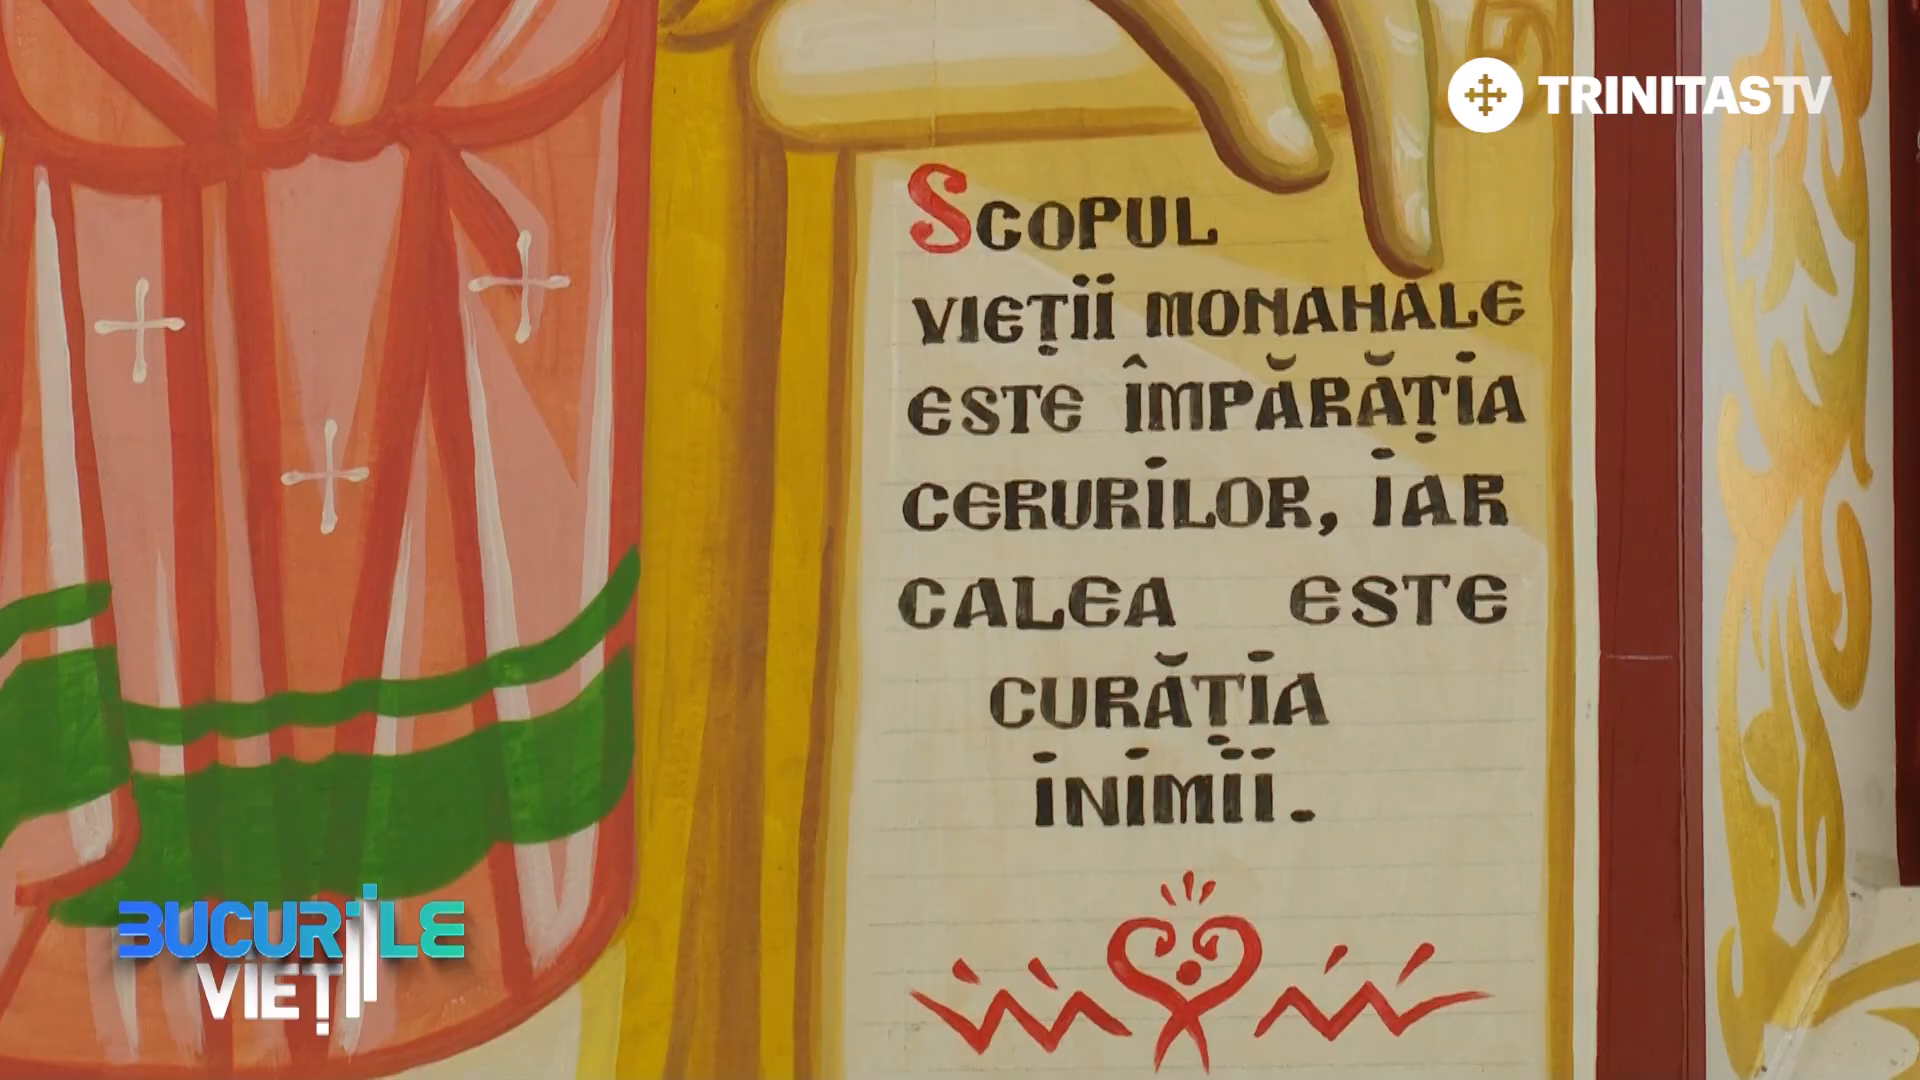 TRINITASTV
SCOPUL
VIEȚII MONAHALE
ESTE ÎMPĂRĂȚIA
CERURILOR, IAR
CALEA ESTE
CURĂȚIA
INIMII.
BUCURIILE
VIEȚII